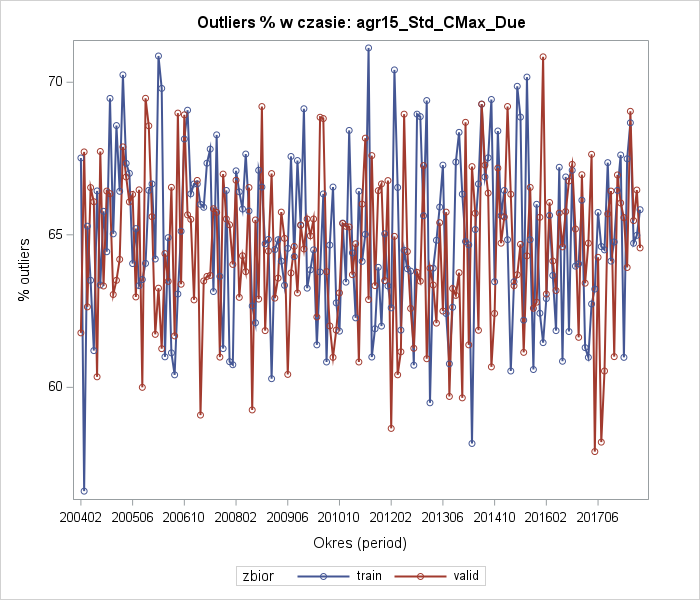 Outliers % w czasie: agr15_Std_CMax_Due
70
65
60
% outliers
200402 200506 200610 200802 200906 201010 201202 201306 201410 201602 201706
Okres (period)
zbior train valid